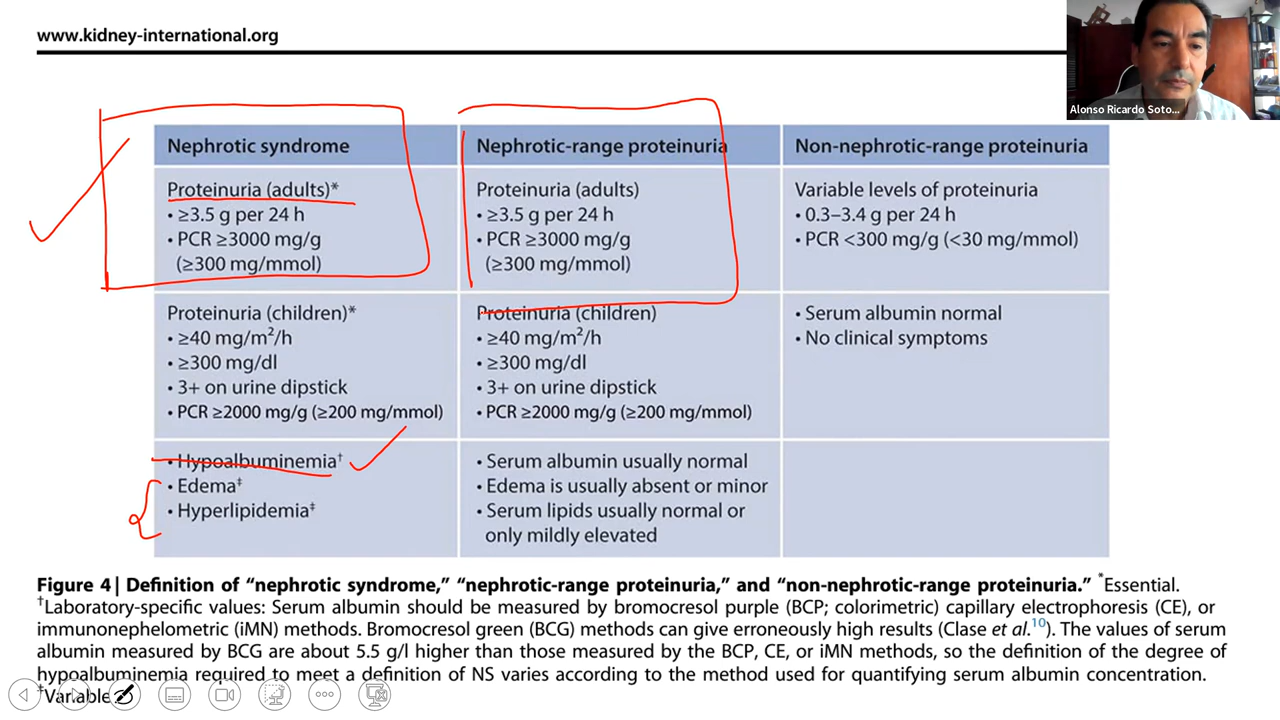 www.kidney-international.org
Alonso Ricardo Soto...
Nephrotic syndrome
Nephrotic-range proteinuria
Non-nephrotic-range proteinuria
Proteinuria (adults)*
• ≥3.5 g per 24 h
• PCR ≥3000 mg/g
(≥300 mg/mmol)
Proteinuria (adults)
• ≥3.5 g per 24 h
• PCR ≥3000 mg/g
(≥300 mg/mmol)
Variable levels of proteinuria
• 0.3–3.4 g per 24 h
• PCR <300 mg/g (<30 mg/mmol)
Proteinuria (children)*
• ≥40 mg/m²/h
• ≥300 mg/dl
• 3+ on urine dipstick
• PCR ≥2000 mg/g (≥200 mg/mmol)
Proteinuria (children)
• ≥40 mg/m²/h
• ≥300 mg/dl
• 3+ on urine dipstick
• PCR ≥2000 mg/g (≥200 mg/mmol)
• Serum albumin normal
• No clinical symptoms
• Hypoalbuminemia†
• Edema‡
• Hyperlipidemia‡
• Serum albumin usually normal
• Edema is usually absent or minor
• Serum lipids usually normal or
only mildly elevated
Figure 4 | Definition of “nephrotic syndrome,” “nephrotic-range proteinuria,” and “non-nephrotic-range proteinuria.” *Essential.
†Laboratory-specific values: Serum albumin should be measured by bromocresol purple (BCP; colorimetric) capillary electrophoresis (CE), or
immunonephelometric (iMN) methods. Bromocresol green (BCG) methods can give erroneously high results (Clase et al.10). The values of serum
albumin measured by BCG are about 5.5 g/l higher than those measured by the BCP, CE, or iMN methods, so the definition of the degree of
hypoalbuminemia required to meet a definition of NS varies according to the method used for quantifying serum albumin concentration.
‡Variable.